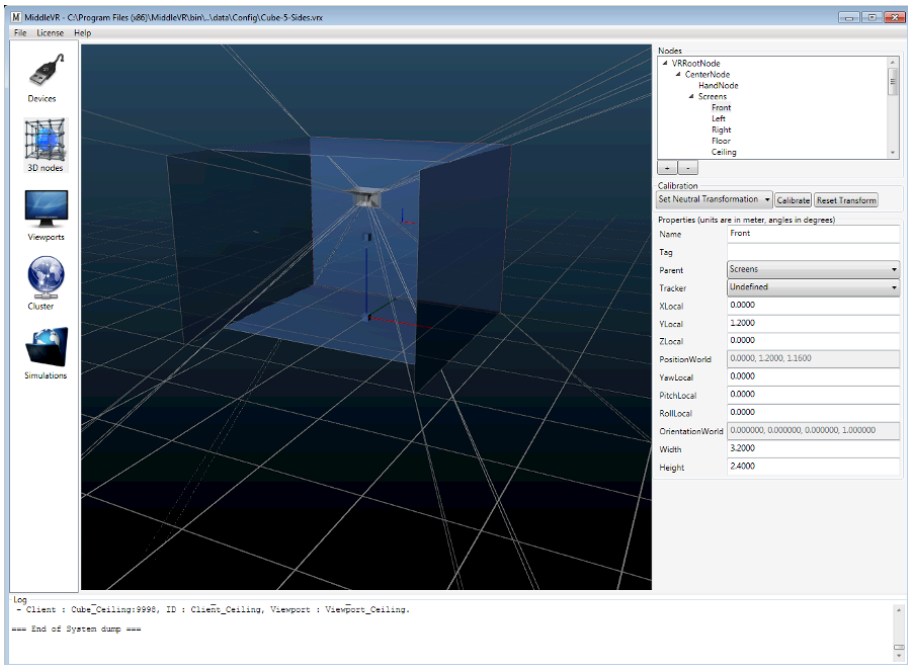 MiddleVR - C:\Program Files (x86)\MiddleVR\bin\..\data\Config\Cube-5-Sides.vrx
File License Help
Devices
3D nodes
Viewports
Cluster
Simulations
Nodes
VRRootNode
CenterNode
HandNode
Screens
Front
Left
Right
Floor
Ceiling
+ -
Calibration
Set Neutral Transformation Calibrate Reset Transform
Properties (units are in meter, angles in degrees)
Name Front
Tag
Parent Screens
Tracker Undefined
XLocal 0.0000
YLocal 1.2000
ZLocal 0.0000
PositionWorld 0.0000, 1.2000, 1.1600
YawLocal 0.0000
PitchLocal 0.0000
RollLocal 0.0000
OrientationWorld 0.000000, 0.000000, 0.000000, 1.000000
Width 3.2000
Height 2.4000
Log
- Client : Cube_Ceiling:9998, ID : Client_Ceiling, Viewport : Viewport_Ceiling.
=== End of System dump ===